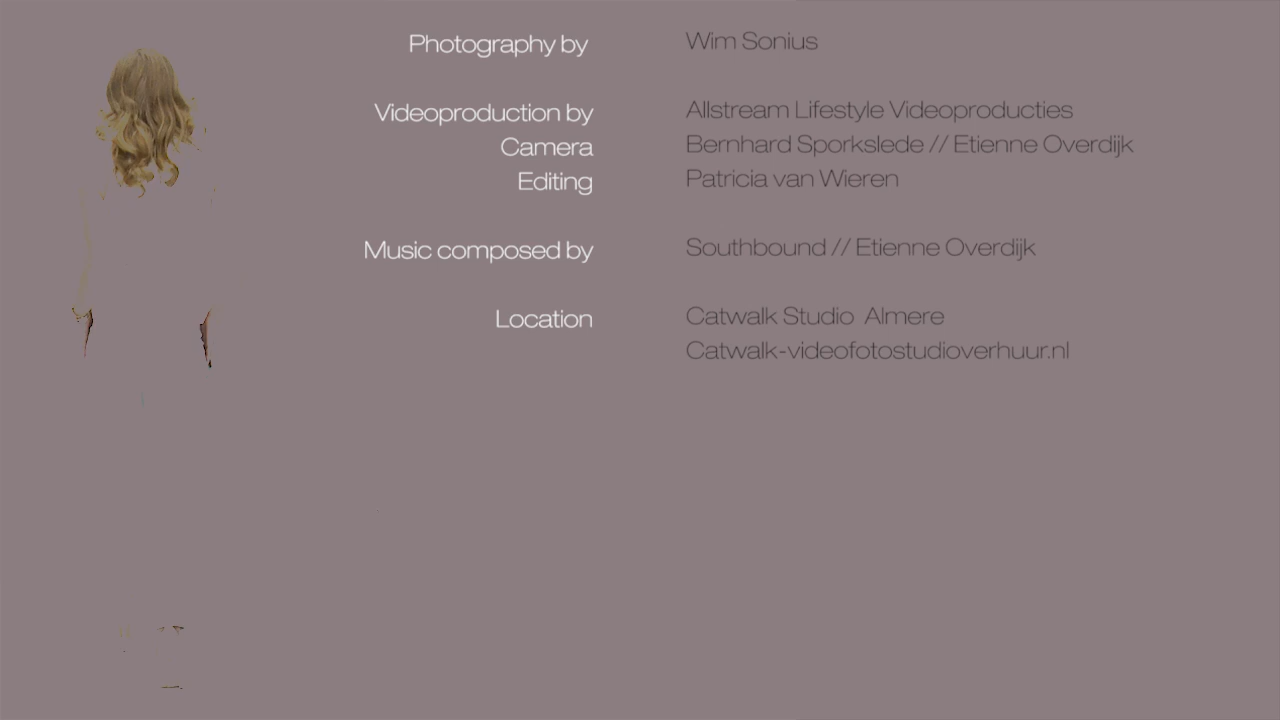 Photography by Wim Sonius
Videoproduction by Allstream Lifestyle Videoproducties
Camera Bernhard Sporkslede // Etienne Overdijk
Editing Patricia van Wieren
Music composed by Southbound // Etienne Overdijk
Location Catwalk Studio Almere
Catwalk-videofotostudioverhuur.nl